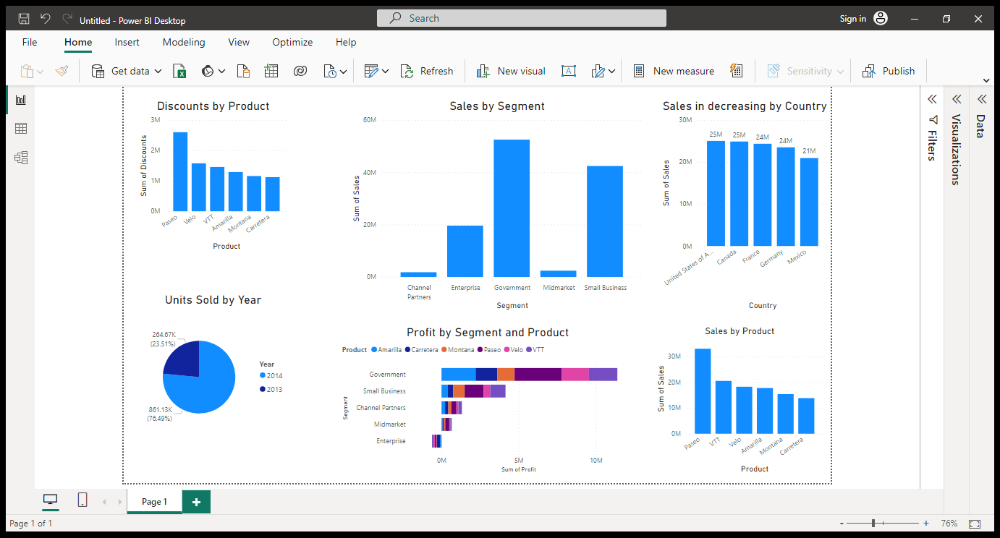 Untitled - Power BI Desktop
Search
Sign in
File Home Insert Modeling View Optimize Help
Get data
Refresh
New visual
New measure
Sensitivity
Publish
Discounts by Product
Sum of Discounts
3M
2M
1M
0M
Paseo Velo VTT Amarilla Montana Carretera
Product
Sales by Segment
Sum of Sales
60M
40M
20M
0M
Channel Partners Enterprise Government Midmarket Small Business
Segment
Sales in decreasing by Country
Sum of Sales
30M
20M
10M
0M
25M 25M 24M 24M 21M
United States of A... Canada France Germany Mexico
Country
Filters
Visualizations
Data
Units Sold by Year
264.67K
(23.51%)
861.13K
(76.49%)
Year
2014
2013
Profit by Segment and Product
Product Amarilla Carretera Montana Paseo Velo VTT
Segment
Government
Small Business
Channel Partners
Midmarket
Enterprise
0M 5M 10M
Sum of Profit
Sales by Product
Sum of Sales
30M
20M
10M
0M
Paseo VTT Velo Amarilla Montana Carretera
Product
Page 1
Page 1 of 1
- + 76%